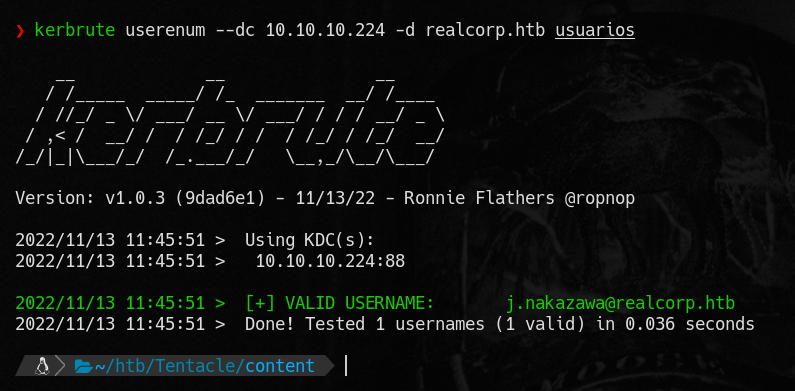 ❯ kerbrute userenum --dc 10.10.10.224 -d realcorp.htb usuarios
    __             __               __
   / /_____  _____/ /_  _______  __/ /____
  / //_/ _ \/ ___/ __ \/ ___/ / / / __/ _ \
 / ,< /  __/ /  / /_/ / /  / /_/ / /_/  __/
/_/|_|\___/_/  /_.___/_/   \__,_/\__/\___/
Version: v1.0.3 (9dad6e1) - 11/13/22 - Ronnie Flathers @ropnop
2022/11/13 11:45:51 >  Using KDC(s):
2022/11/13 11:45:51 >   10.10.10.224:88
2022/11/13 11:45:51 >  [+] VALID USERNAME:       j.nakazawa@realcorp.htb
2022/11/13 11:45:51 >  Done! Tested 1 usernames (1 valid) in 0.036 seconds
~/htb/Tentacle/content